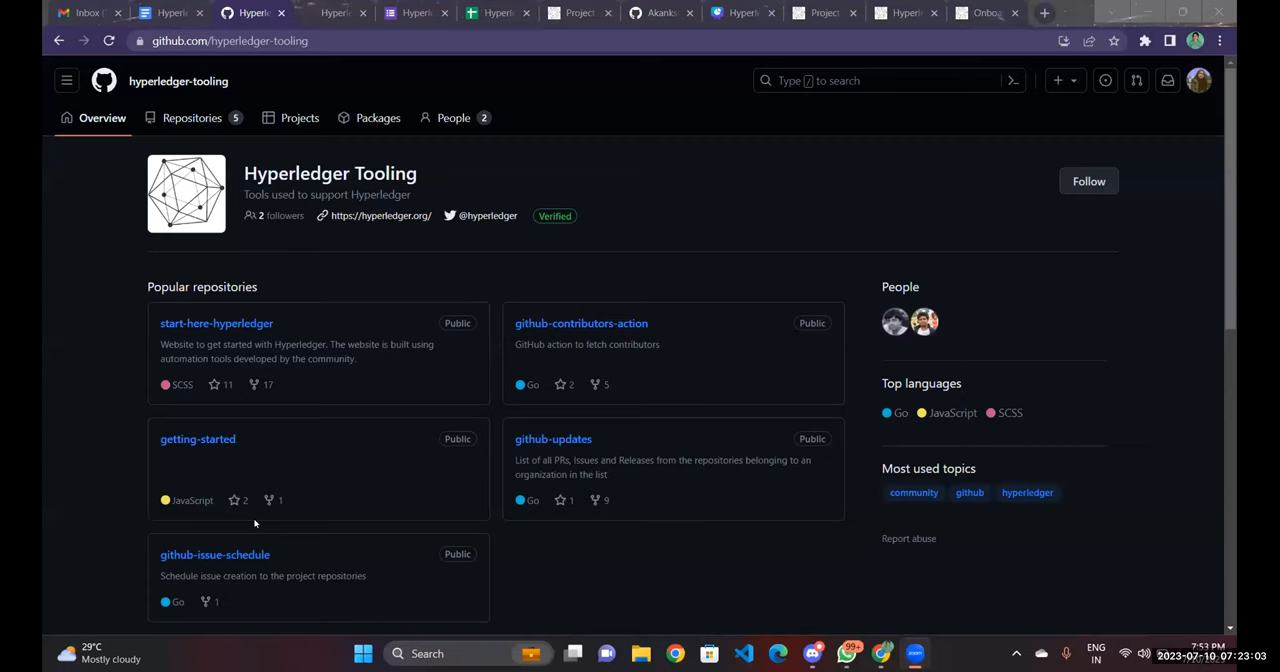 Inbox (
Hyperle
Hyperle
Hyperle
Hyperle
Hyperle
Project
Akanks
Hyperle
Project
Hyperle
Onboa
github.com/hyperledger-tooling
hyperledger-tooling
Type / to search
Overview
Repositories 5
Projects
Packages
People 2
Hyperledger Tooling
Tools used to support Hyperledger
2 followers https://hyperledger.org/ @hyperledger Verified
Follow
Popular repositories
start-here-hyperledger Public
Website to get started with Hyperledger. The website is built using
automation tools developed by the community.
SCSS 11 17
github-contributors-action Public
GitHub action to fetch contributors
Go 2 5
getting-started Public
JavaScript 2 1
github-updates Public
List of all PRs, Issues and Releases from the repositories belonging to an
organization in the list
Go 1 9
github-issue-schedule Public
Schedule issue creation to the project repositories
Go 1
People
Top languages
Go JavaScript SCSS
Most used topics
community github hyperledger
Report abuse
29°C
Mostly cloudy
Search
99+
zoom
ENG
IN
7:53 PM
2023-07-10 07:23:03